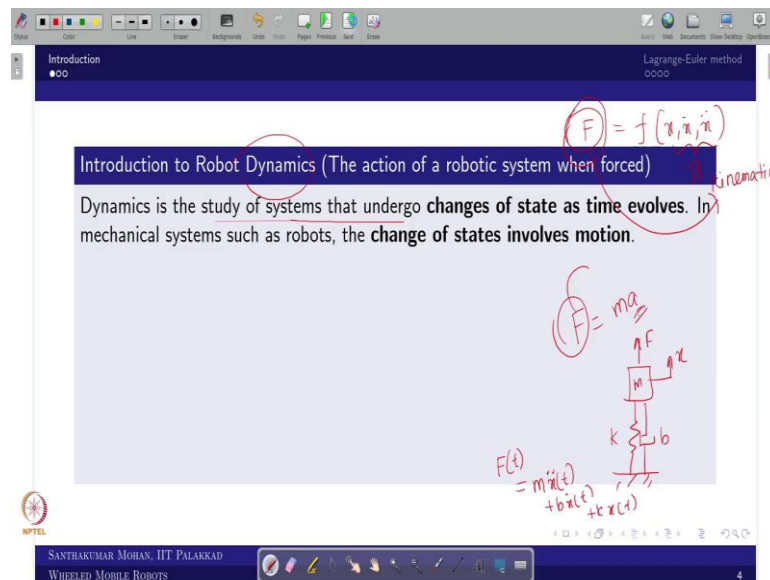 Stylus Color Line Eraser Backgrounds Undo Redo Pages Previous Next Erase Board Web Documents Show Desktop OpenBoard
Introduction
Lagrange-Euler method
F = f(x, ẋ, ẍ)
Kinematic
Introduction to Robot Dynamics (The action of a robotic system when forced)
Dynamics is the study of systems that undergo changes of state as time evolves. In
mechanical systems such as robots, the change of states involves motion.
F = ma
F
x
m
k
b
F(t)
= mẍ(t)
+bẋ(t)
+kx(t)
NPTEL
SANTHAKUMAR MOHAN, IIT PALAKKAD
WHEELED MOBILE ROBOTS
4